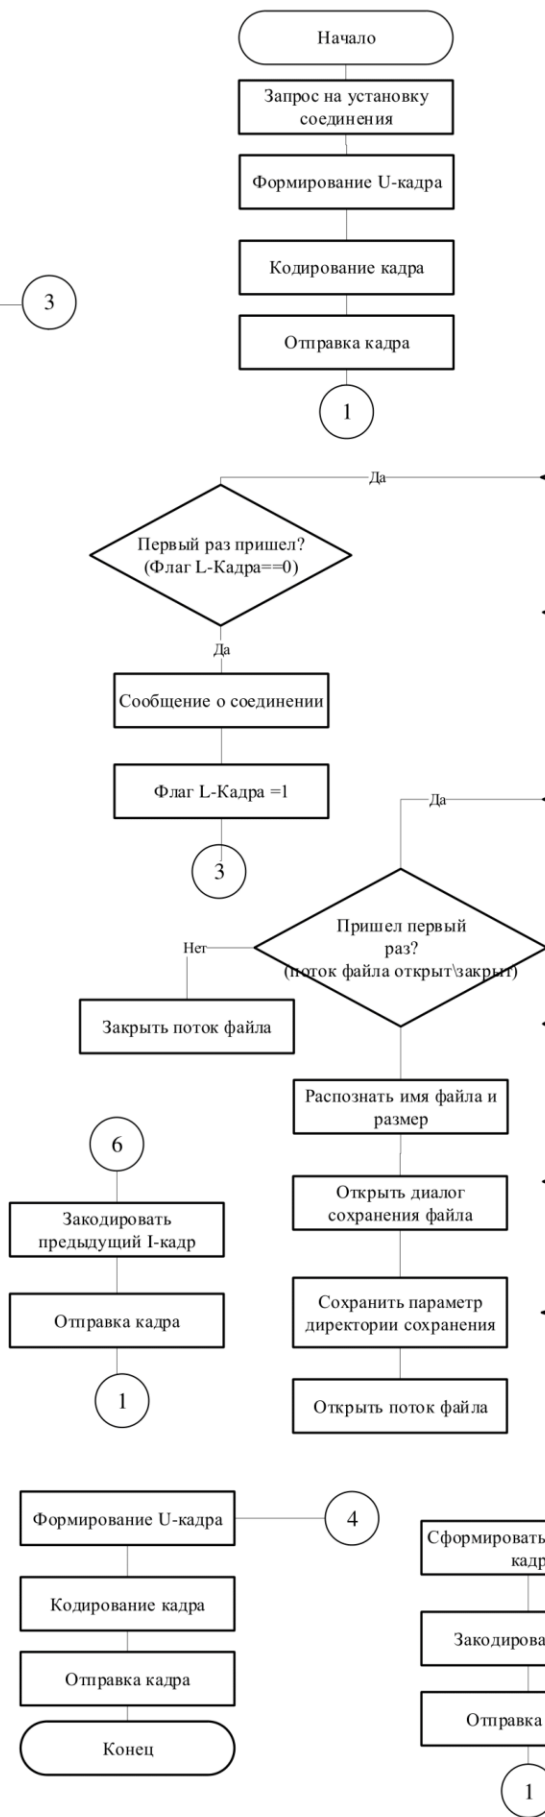 Начало
Запрос на установку
соединения
Формирование U-кадра
Кодирование кадра
3
Отправка кадра
1
Да
Первый раз пришел?
(Флаг L-Кадра==0)
Да
Сообщение о соединении
Флаг L-Кадра =1
Да
3
Пришел первый
раз?
(поток файла открыт\закрыт)
Нет
Закрыть поток файла
Распознать имя файла и
размер
6
Открыть диалог
сохранения файла
Закодировать
предыдущий I-кадр
Сохранить параметр
директории сохранения
Отправка кадра
1
Открыть поток файла
Формирование U-кадра
4
Сформировать
кадр
Кодирование кадра
Закодирова
Отправка кадра
Отправка
Конец
1